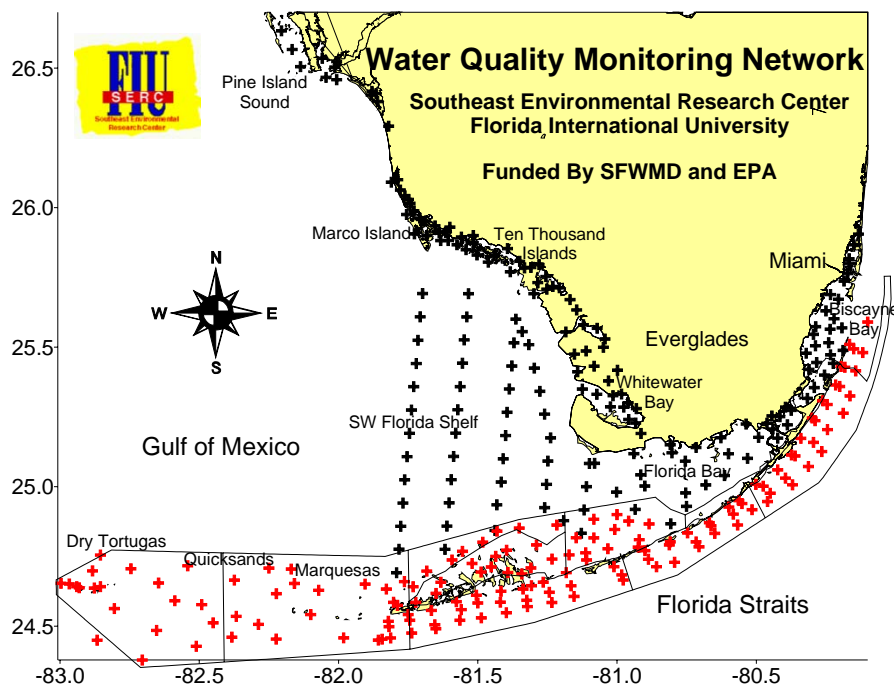 FIU
SERC
Southeast Environmental
Research Center
Water Quality Monitoring Network
Southeast Environmental Research Center
Florida International University
Funded By SFWMD and EPA
26.5
26.0
25.5
25.0
24.5
Pine Island
Sound
Marco Island
Ten Thousand
Islands
Miami
Biscayne
Bay
N
W
E
S
Everglades
Whitewater
Bay
SW Florida Shelf
Gulf of Mexico
Florida Bay
Dry Tortugas
Quicksands
Marquesas
Florida Straits
-83.0
-82.5
-82.0
-81.5
-81.0
-80.5